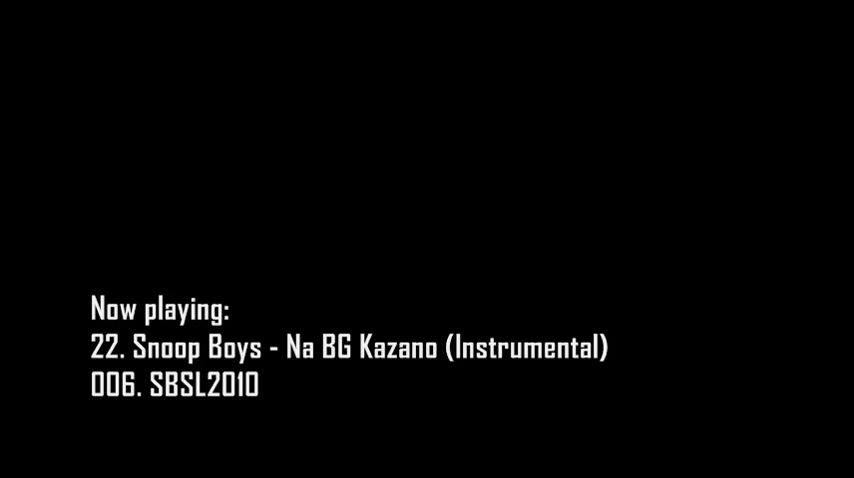 Now playing:
22. Snoop Boys - Na BG Kazano (Instrumental)
006. SBSL2010